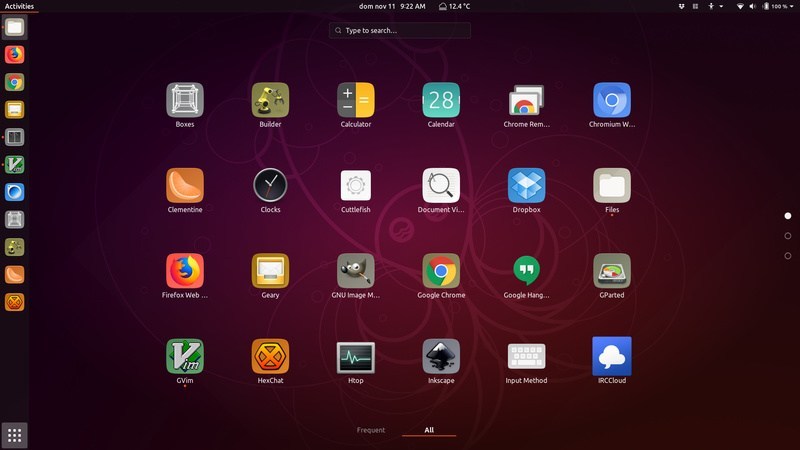 Activities
dom nov 11 9:22 AM 12.4 °C
100 %
Type to search...
Boxes Builder Calculator Calendar Chrome Rem... Chromium W...
28
Clementine Clocks Cuttlefish Document Vi... Dropbox Files
Firefox Web ... Geary GNU Image M... Google Chrome Google Hang... GParted
Vim
GVim HexChat Htop Inkscape Input Method IRCCloud
Frequent All